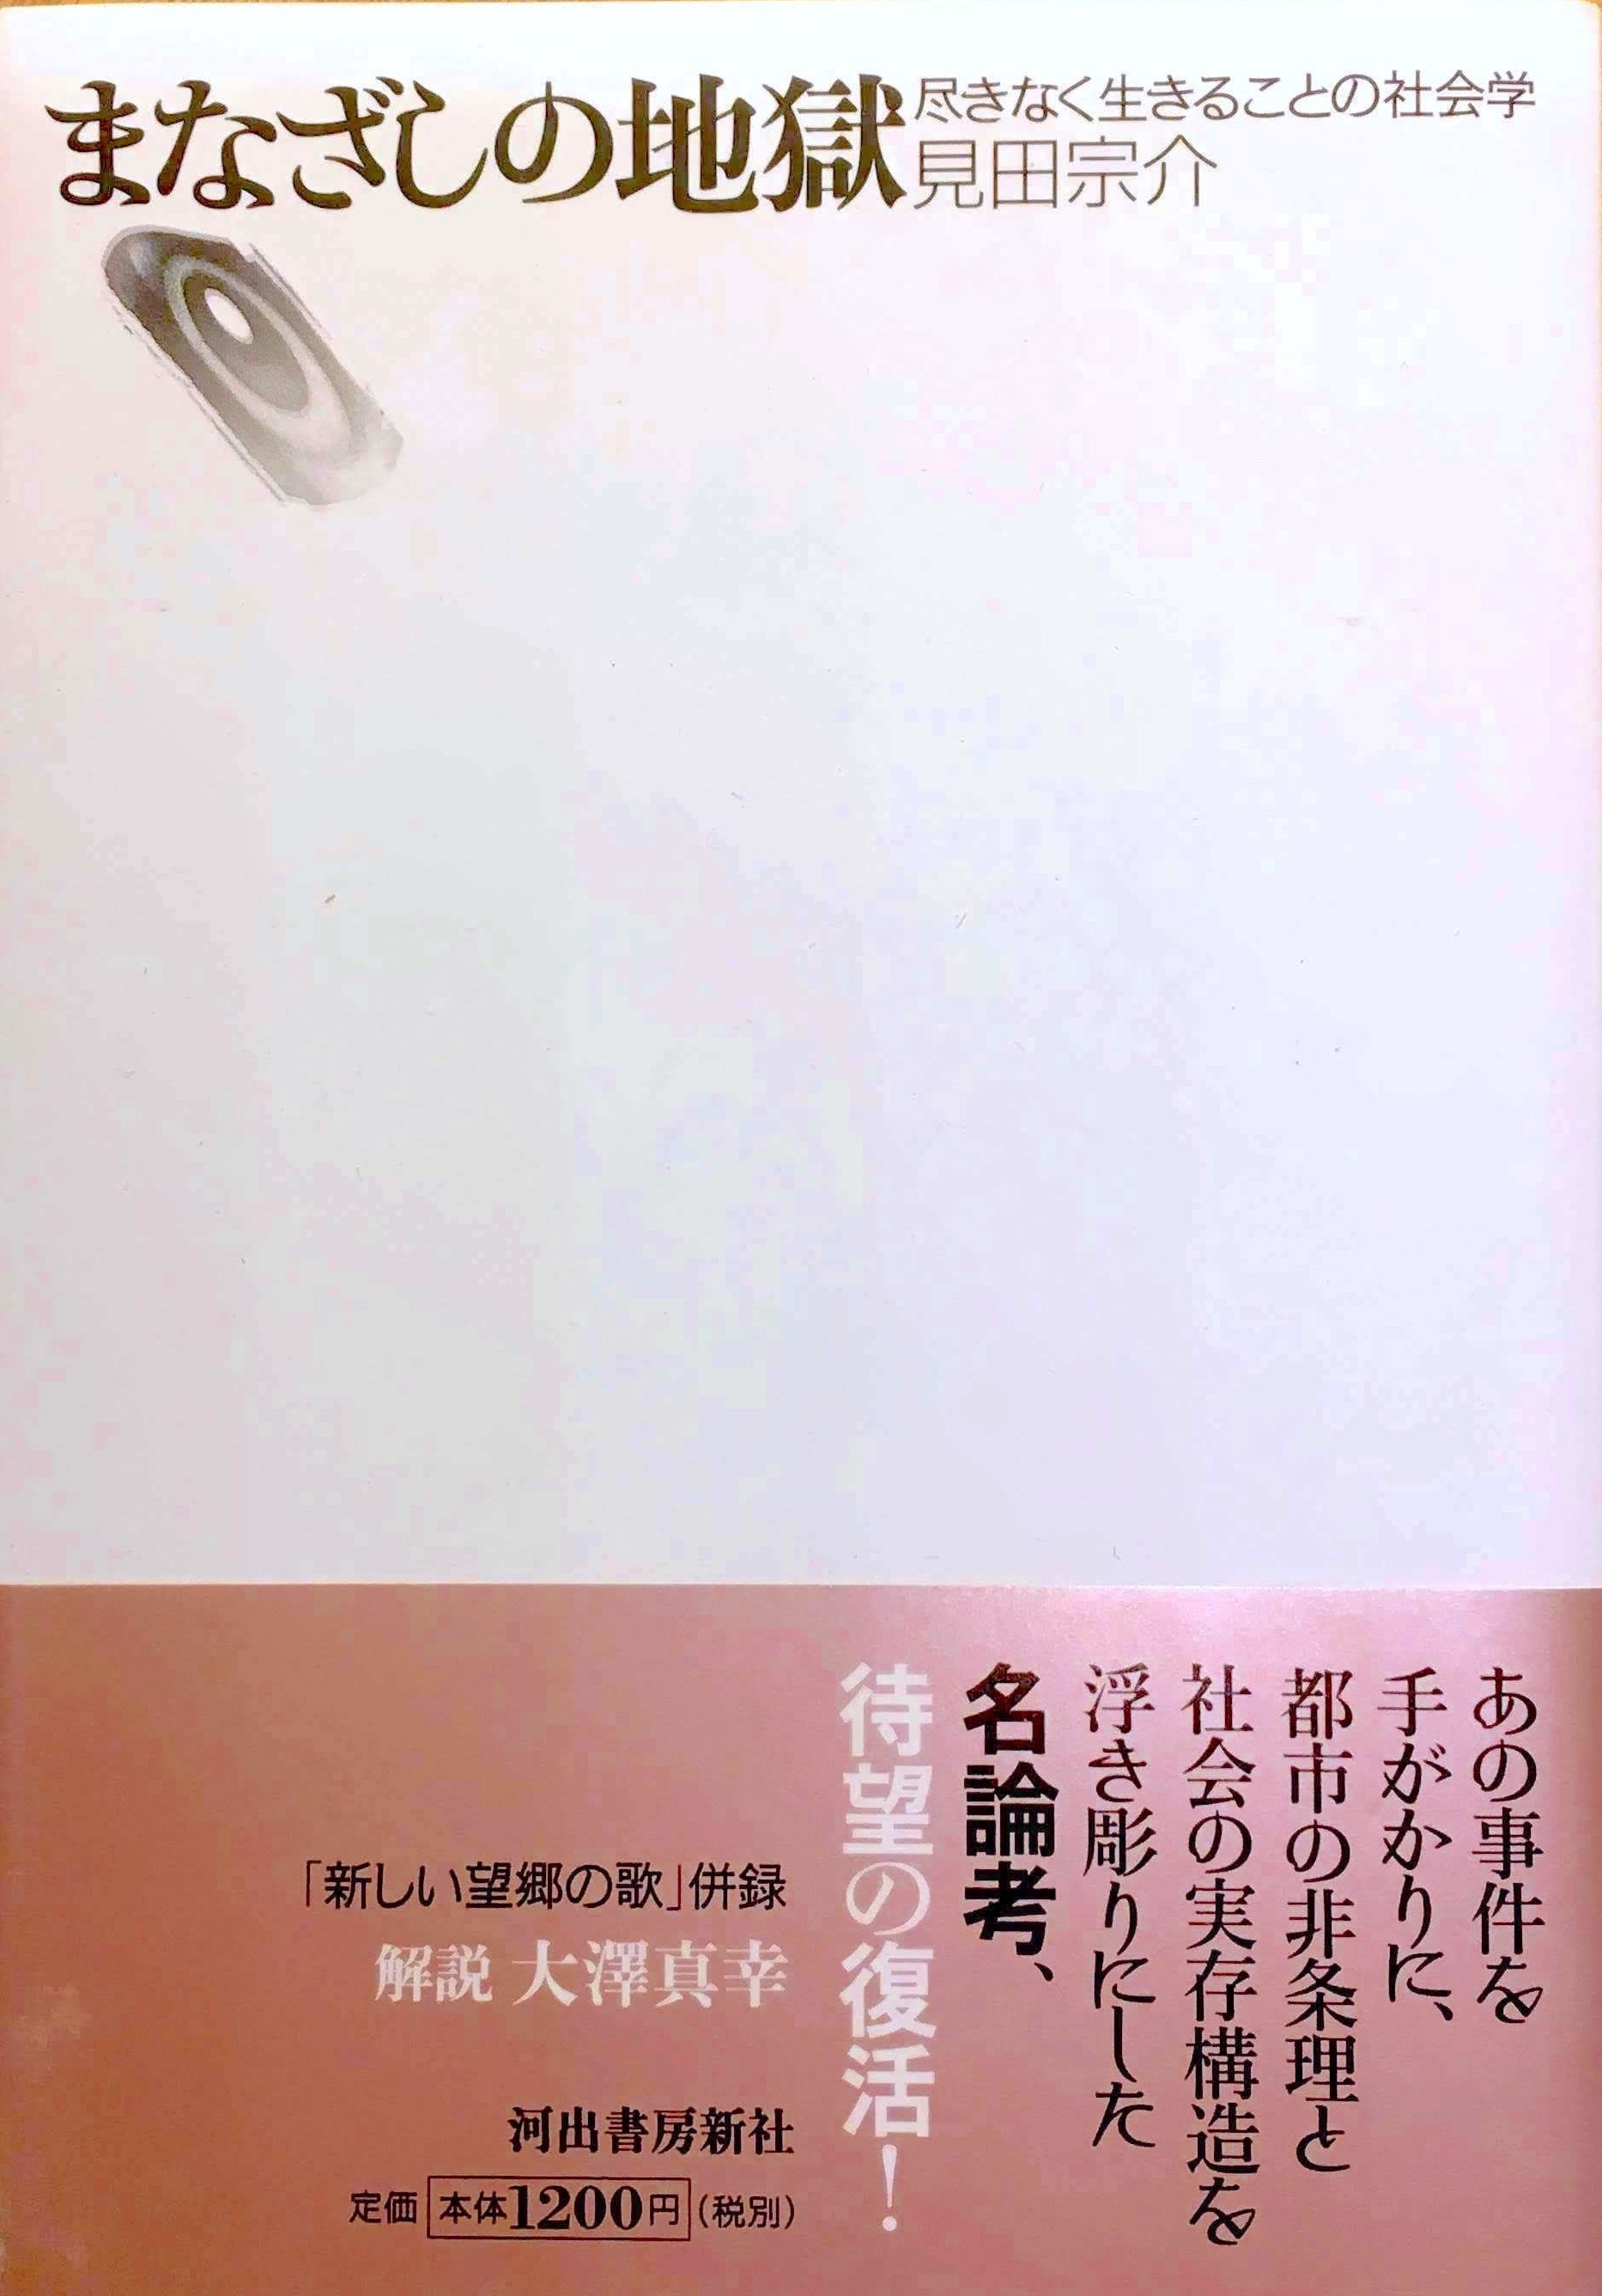 まなざしの地獄
尽きなく生きることの社会学
見田宗介
あの事件を
手がかりに、
都市の非条理と
社会の実存構造を
浮き彫りにした
名論考、
待望の復活！
「新しい望郷の歌」併録
解説 大澤真幸
河出書房新社
定価 本体1200円（税別）